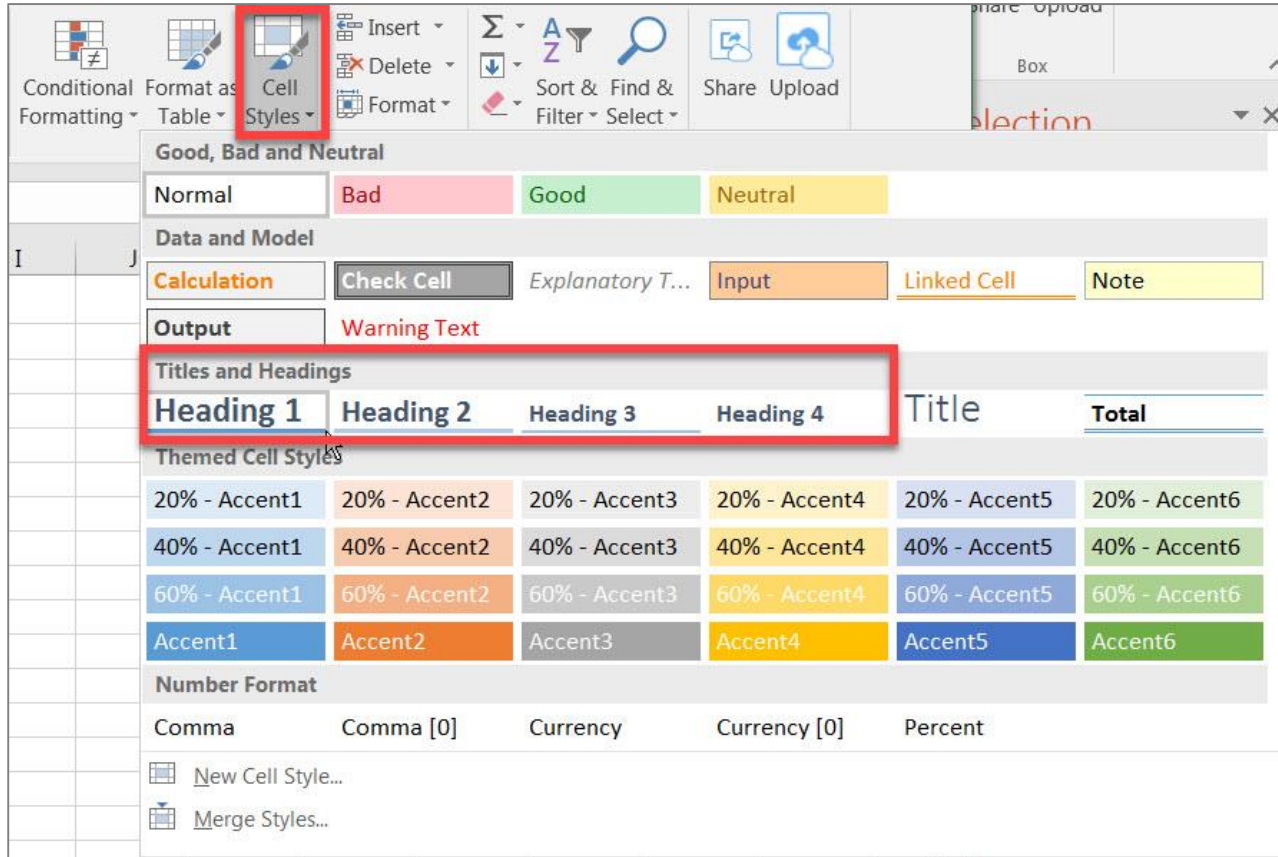 Share Upload
Box
election
Insert
Delete
Format
Conditional Formatting
Format as Table
Cell Styles
Sort & Filter
Find & Select
Share Upload
I J
Good, Bad and Neutral
Normal Bad Good Neutral
Data and Model
Calculation Check Cell Explanatory T... Input Linked Cell Note
Output Warning Text
Titles and Headings
Heading 1 Heading 2 Heading 3 Heading 4 Title Total
Themed Cell Styles
20% - Accent1 20% - Accent2 20% - Accent3 20% - Accent4 20% - Accent5 20% - Accent6
40% - Accent1 40% - Accent2 40% - Accent3 40% - Accent4 40% - Accent5 40% - Accent6
60% - Accent1 60% - Accent2 60% - Accent3 60% - Accent4 60% - Accent5 60% - Accent6
Accent1 Accent2 Accent3 Accent4 Accent5 Accent6
Number Format
Comma Comma [0] Currency Currency [0] Percent
New Cell Style...
Merge Styles...